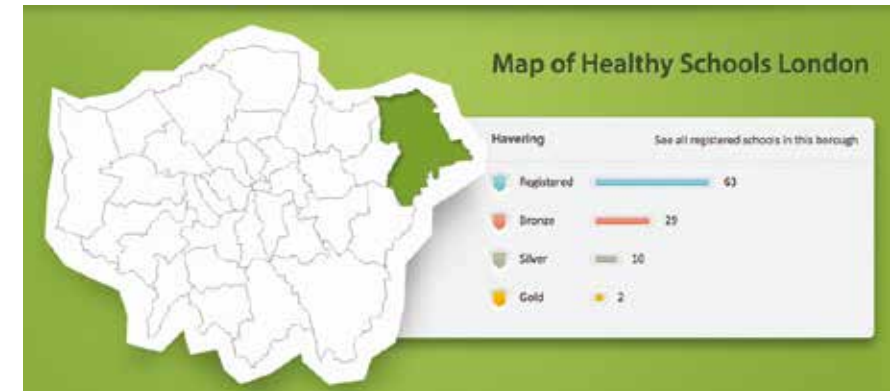 Map of Healthy Schools London
Havering See all registered schools in this borough
Registered 63
Bronze 29
Silver 10
Gold 2